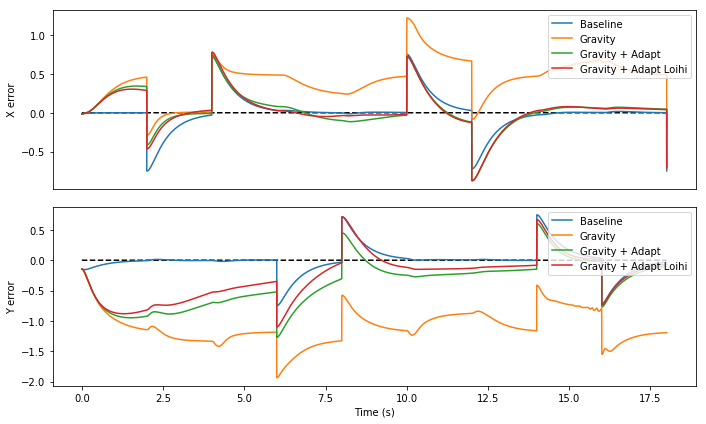 1.0
0.5
0.0
−0.5
X error
Baseline
Gravity
Gravity + Adapt
Gravity + Adapt Loihi
0.5
0.0
−0.5
−1.0
−1.5
−2.0
Y error
Baseline
Gravity
Gravity + Adapt
Gravity + Adapt Loihi
0.0 2.5 5.0 7.5 10.0 12.5 15.0 17.5
Time (s)